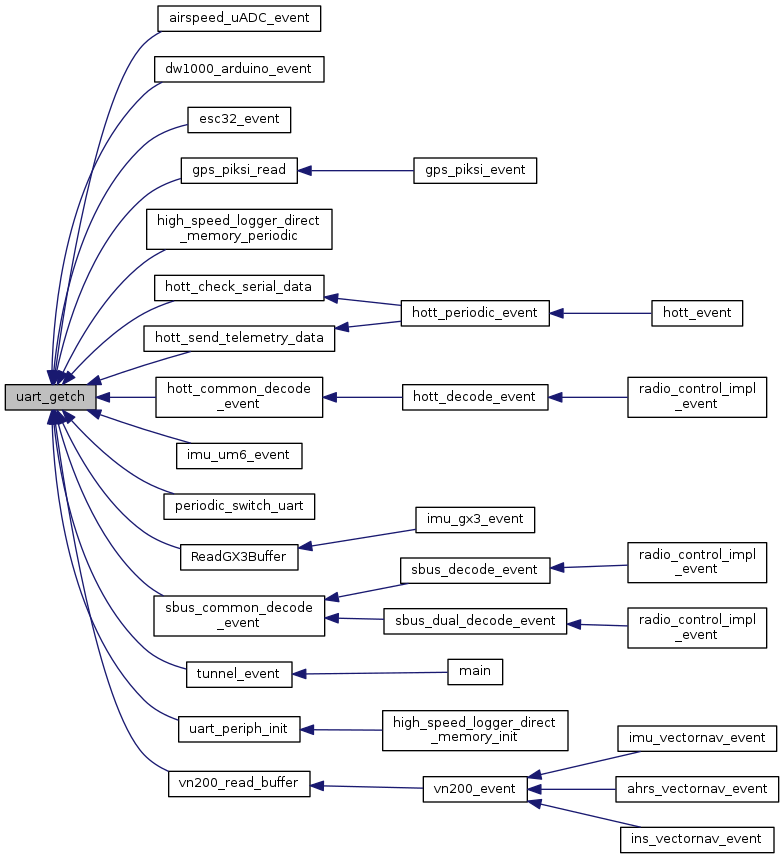 airspeed_uADC_event
dw1000_arduino_event
esc32_event
gps_piksi_read
gps_piksi_event
high_speed_logger_direct
_memory_periodic
hott_check_serial_data
hott_periodic_event
hott_event
hott_send_telemetry_data
uart_getch
hott_common_decode
_event
hott_decode_event
radio_control_impl
_event
imu_um6_event
periodic_switch_uart
imu_gx3_event
ReadGX3Buffer
sbus_decode_event
radio_control_impl
_event
sbus_common_decode
_event
sbus_dual_decode_event
radio_control_impl
_event
tunnel_event
main
uart_periph_init
high_speed_logger_direct
_memory_init
imu_vectornav_event
vn200_read_buffer
vn200_event
ahrs_vectornav_event
ins_vectornav_event